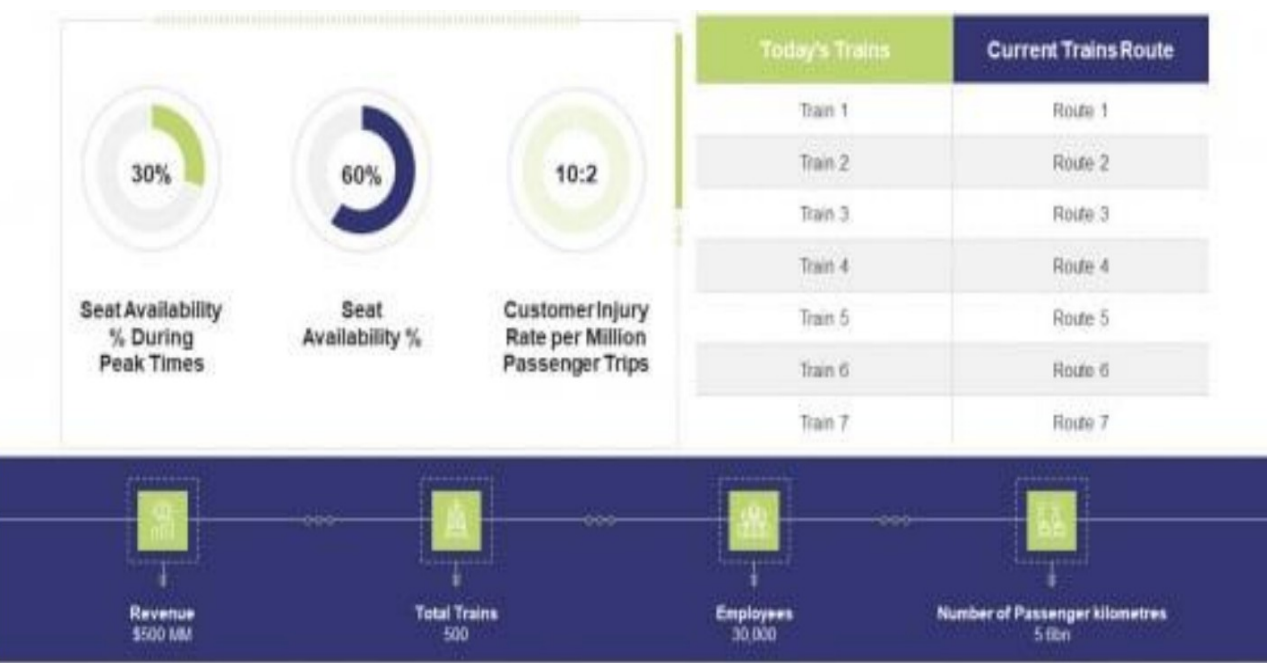 30%
60%
10:2
Seat Availability
% During
Peak Times
Seat
Availability %
Customer Injury
Rate per Million
Passenger Trips
Today's Trains Current Trains Route
Train 1 Route 1
Train 2 Route 2
Train 3 Route 3
Train 4 Route 4
Train 5 Route 5
Train 6 Route 6
Train 7 Route 7
Revenue
$500 MM
Total Trains
500
Employees
30,000
Number of Passenger kilometres